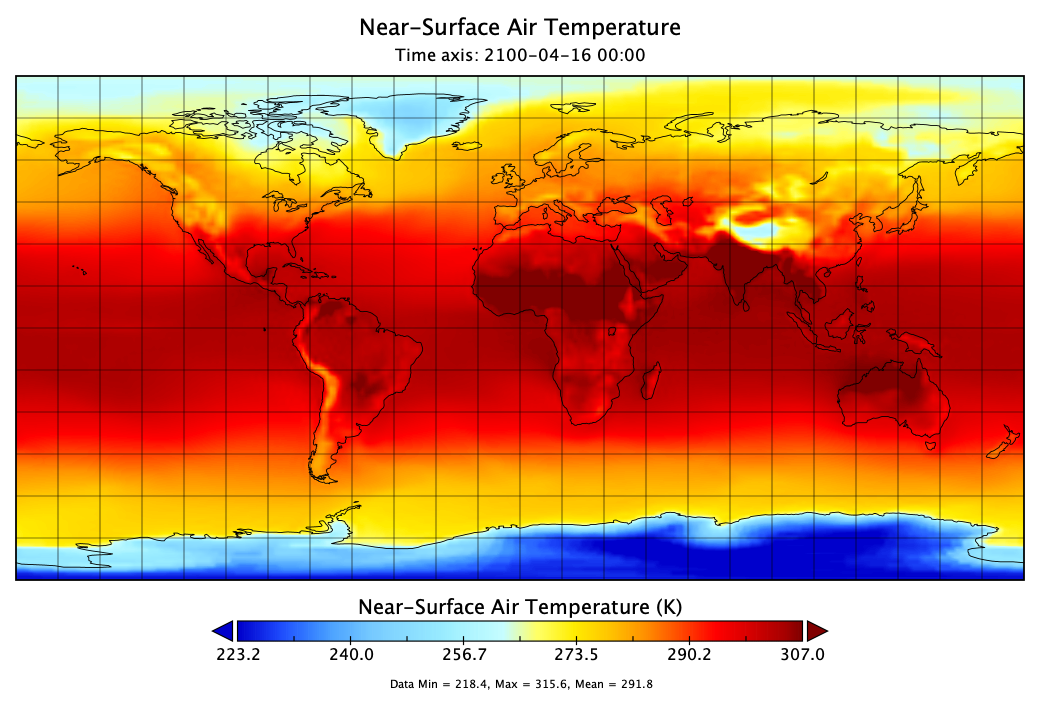 Near-Surface Air Temperature
Time axis: 2100-04-16 00:00
Near-Surface Air Temperature (K)
223.2 240.0 256.7 273.5 290.2 307.0
Data Min = 218.4, Max = 315.6, Mean = 291.8